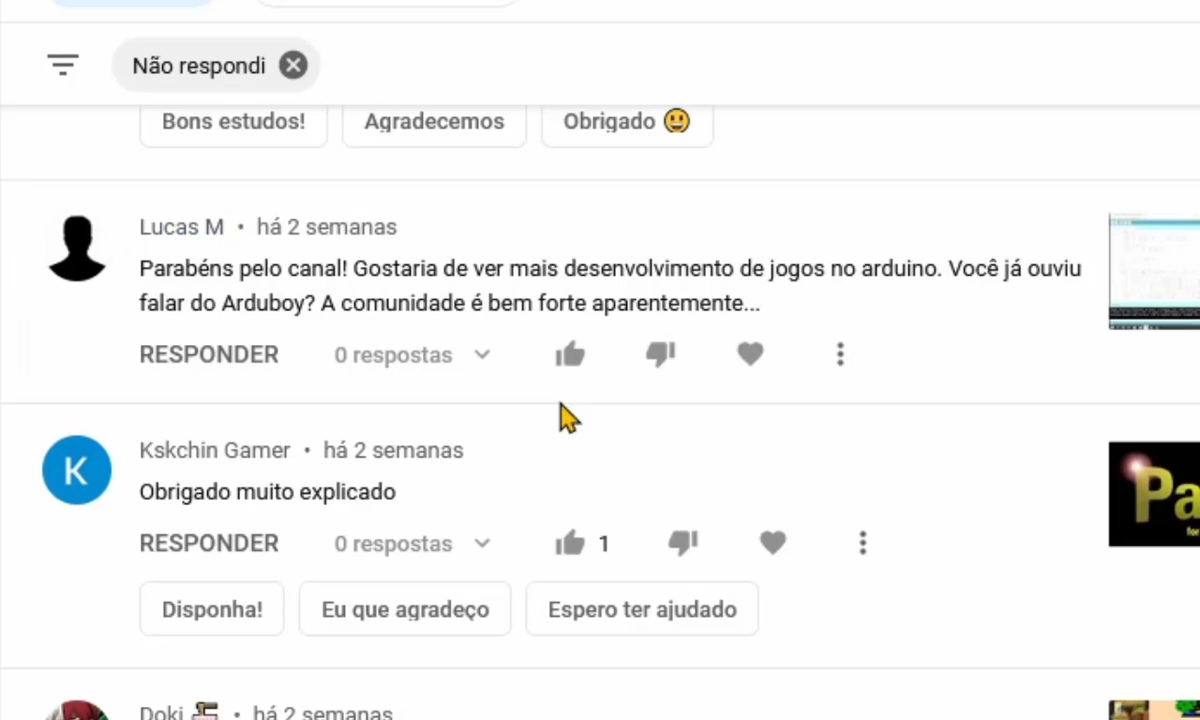 Não respondi
Bons estudos! Agradecemos Obrigado 😃
Lucas M • há 2 semanas
Parabéns pelo canal! Gostaria de ver mais desenvolvimento de jogos no arduino. Você já ouviu
falar do Arduboy? A comunidade é bem forte aparentemente...
RESPONDER 0 respostas
Kskchin Gamer • há 2 semanas
K
Obrigado muito explicado
Pa
RESPONDER 0 respostas 1
Disponha! Eu que agradeço Espero ter ajudado
Doki • há 2 semanas